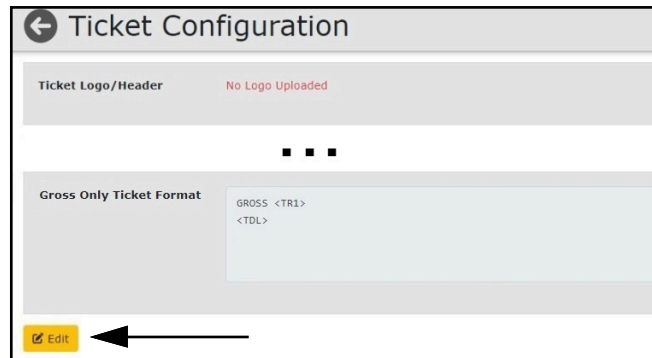 Ticket Configuration
Ticket Logo/Header No Logo Uploaded
...
Gross Only Ticket Format GROSS <TR1>
<TDL>
Edit